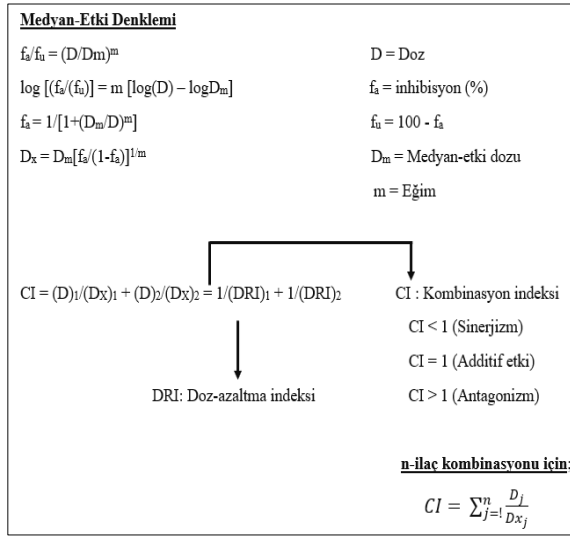 Medyan-Etki Denklemi
fₐ/fᵤ = (D/Dm)ᵐ
D = Doz
log [(fₐ/(fᵤ)] = m [log(D) – logDₘ]
fₐ = inhibisyon (%)
fₐ = 1/[1+(Dₘ/D)ᵐ]
fᵤ = 100 - fₐ
Dₓ = Dₘ[fₐ/(1-fₐ)]¹/ᵐ
Dₘ = Medyan-etki dozu
m = Eğim
CI = (D)₁/(Dₓ)₁ + (D)₂/(Dₓ)₂ = 1/(DRI)₁ + 1/(DRI)₂
CI : Kombinasyon indeksi
CI < 1 (Sinerjizm)
CI = 1 (Additif etki)
DRI: Doz-azaltma indeksi
CI > 1 (Antagonizm)
n-ilaç kombinasyonu için;
CI = ∑ⁿⱼ₌! Dⱼ/Dxⱼ